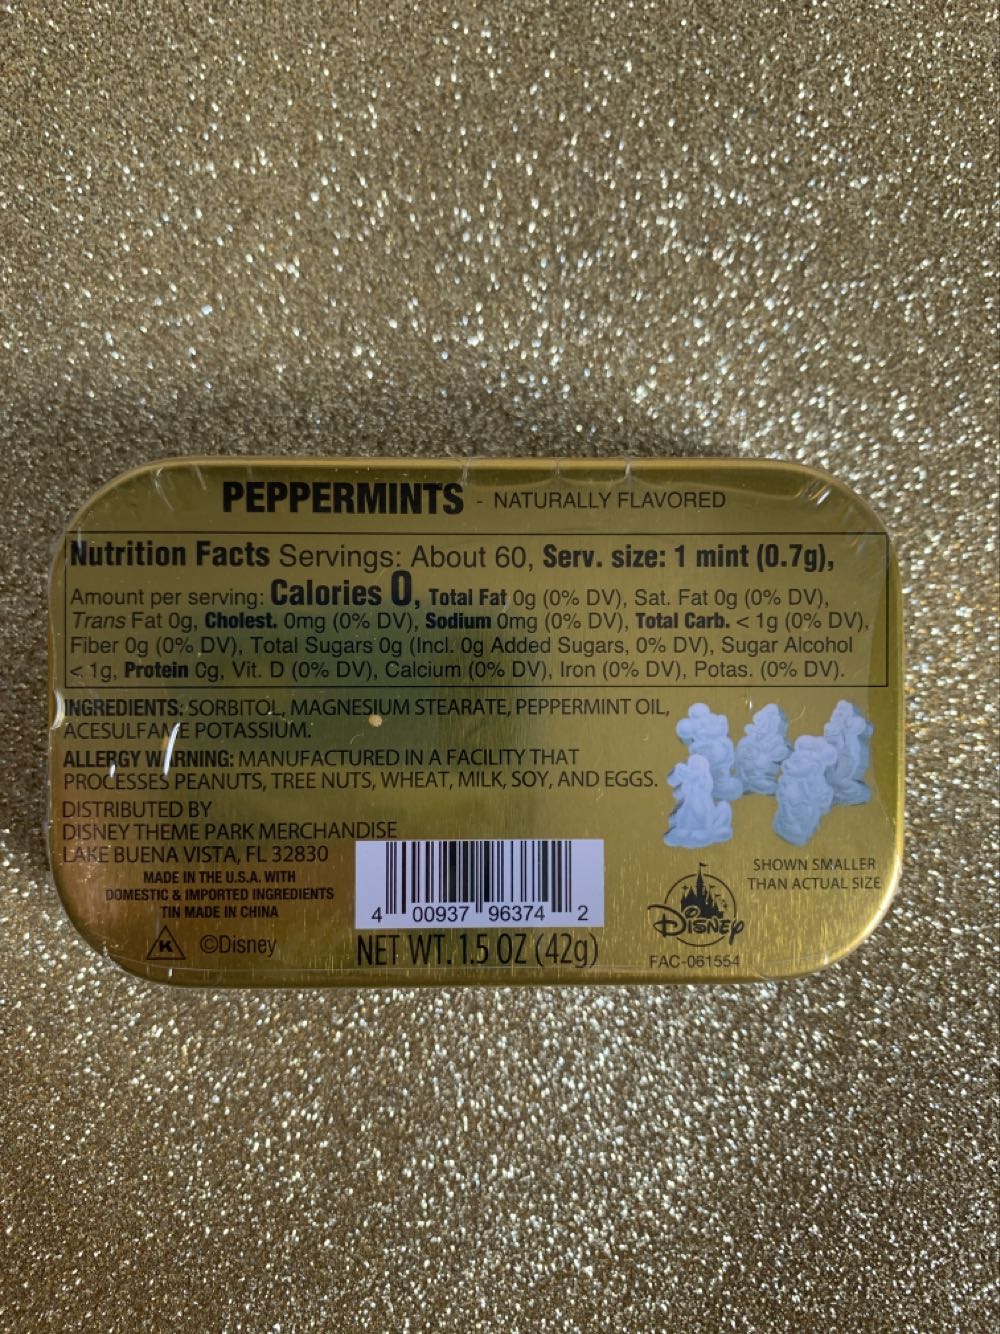 PEPPERMINTS - NATURALLY FLAVORED
Nutrition Facts Servings: About 60, Serv. size: 1 mint (0.7g),
Amount per serving: Calories 0, Total Fat 0g (0% DV), Sat. Fat 0g (0% DV),
Trans Fat 0g, Cholest. 0mg (0% DV), Sodium 0mg (0% DV), Total Carb. < 1g (0% DV),
Fiber 0g (0% DV), Total Sugars 0g (Incl. 0g Added Sugars, 0% DV), Sugar Alcohol
< 1g, Protein 0g, Vit. D (0% DV), Calcium (0% DV), Iron (0% DV), Potas. (0% DV).
INGREDIENTS: SORBITOL, MAGNESIUM STEARATE, PEPPERMINT OIL,
ACESULFAME POTASSIUM.
ALLERGY WARNING: MANUFACTURED IN A FACILITY THAT
PROCESSES PEANUTS, TREE NUTS, WHEAT, MILK, SOY, AND EGGS.
DISTRIBUTED BY
DISNEY THEME PARK MERCHANDISE
LAKE BUENA VISTA, FL 32830
MADE IN THE U.S.A. WITH
DOMESTIC & IMPORTED INGREDIENTS
TIN MADE IN CHINA
K ©Disney
4 00937 96374 2
NET WT. 1.5 OZ (42g)
SHOWN SMALLER
THAN ACTUAL SIZE
Disney
FAC-061554